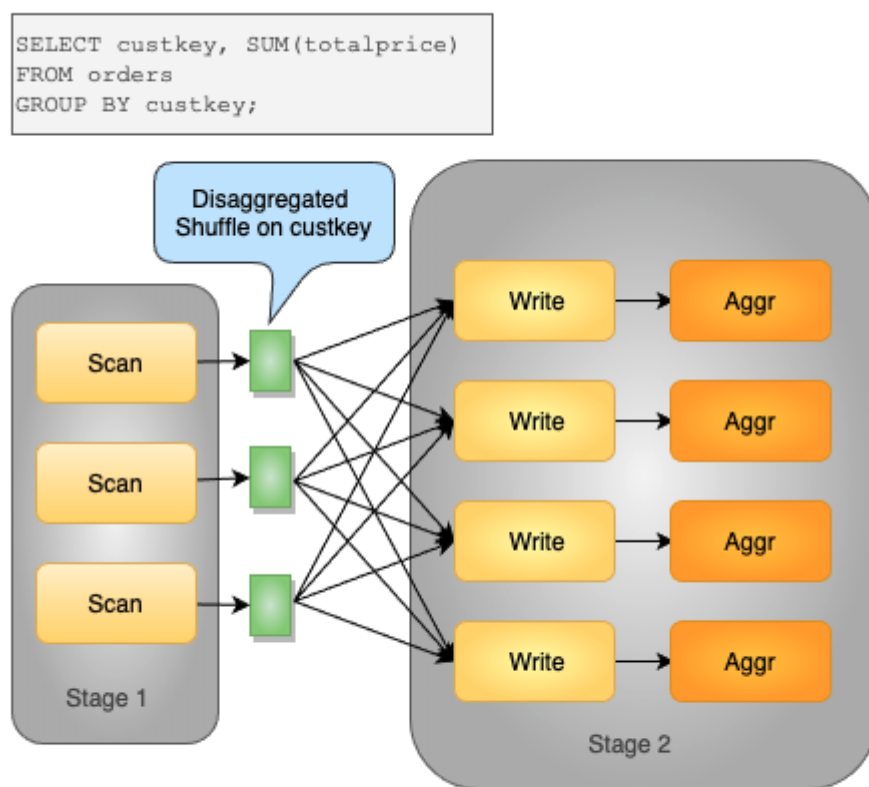 SELECT custkey, SUM(totalprice)
FROM orders
GROUP BY custkey;
Disaggregated
Shuffle on custkey
Scan
Scan
Scan
Stage 1
Write
Aggr
Write
Aggr
Write
Aggr
Write
Aggr
Stage 2